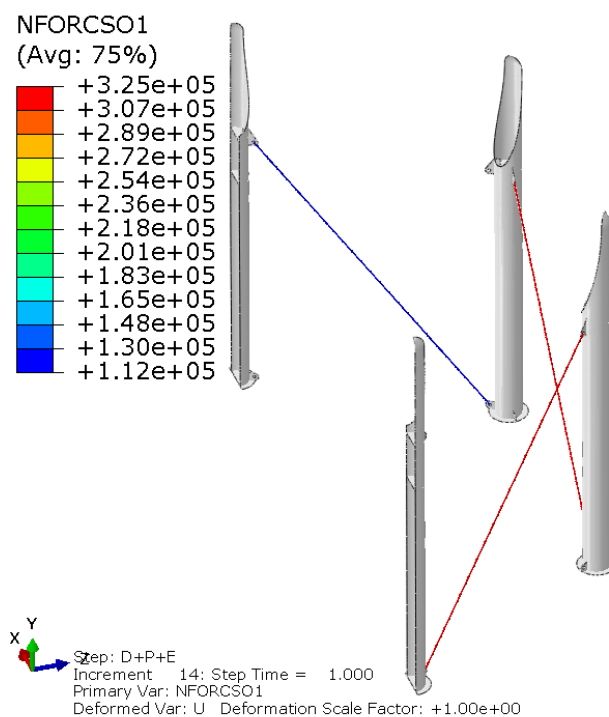 NFORCSO1
(Avg: 75%)
+3.25e+05
+3.07e+05
+2.89e+05
+2.72e+05
+2.54e+05
+2.36e+05
+2.18e+05
+2.01e+05
+1.83e+05
+1.65e+05
+1.48e+05
+1.30e+05
+1.12e+05
Y
X
Z
Step: D+P+E
Increment 14: Step Time = 1.000
Primary Var: NFORCSO1
Deformed Var: U Deformation Scale Factor: +1.00e+00